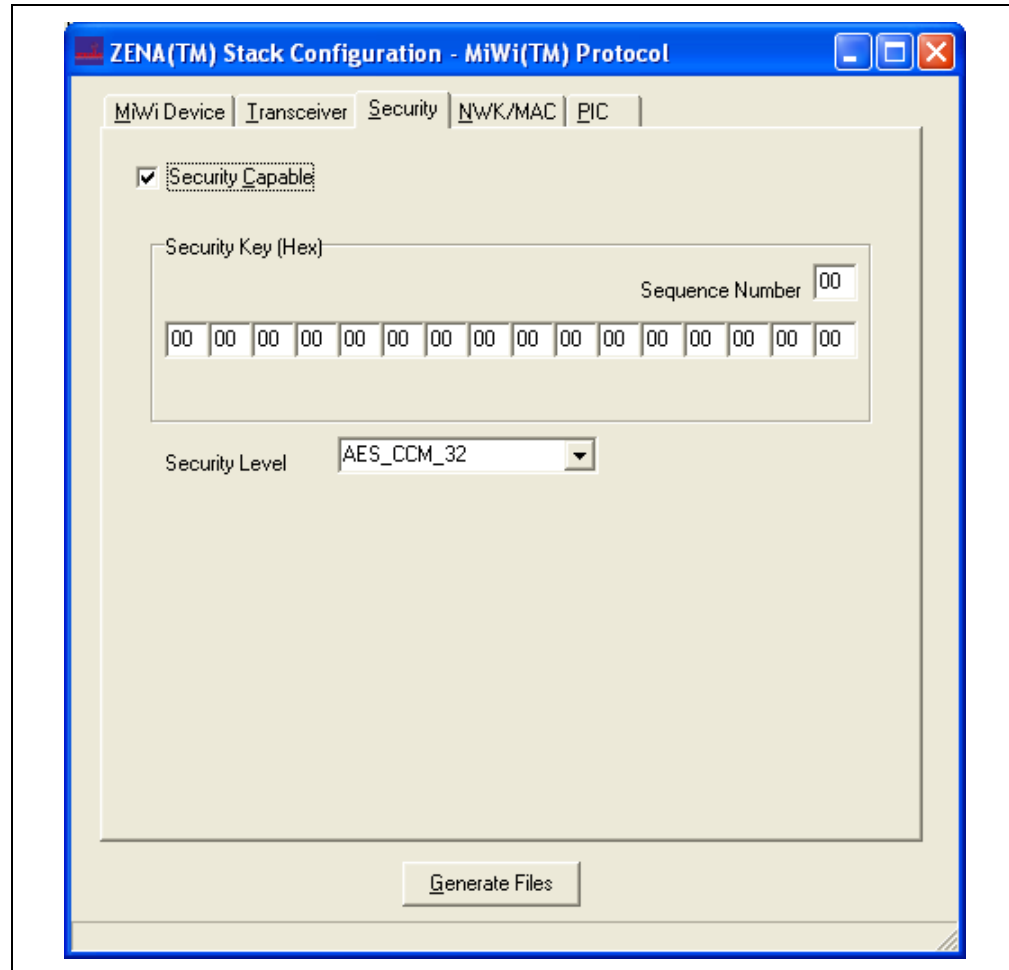 ZENA(TM) Stack Configuration - MiWi(TM) Protocol
MiWi Device Transceiver Security NWK/MAC PIC
Security Capable
Security Key (Hex)
Sequence Number 00
00 00 00 00 00 00 00 00 00 00 00 00 00 00 00 00
Security Level AES_CCM_32
Generate Files